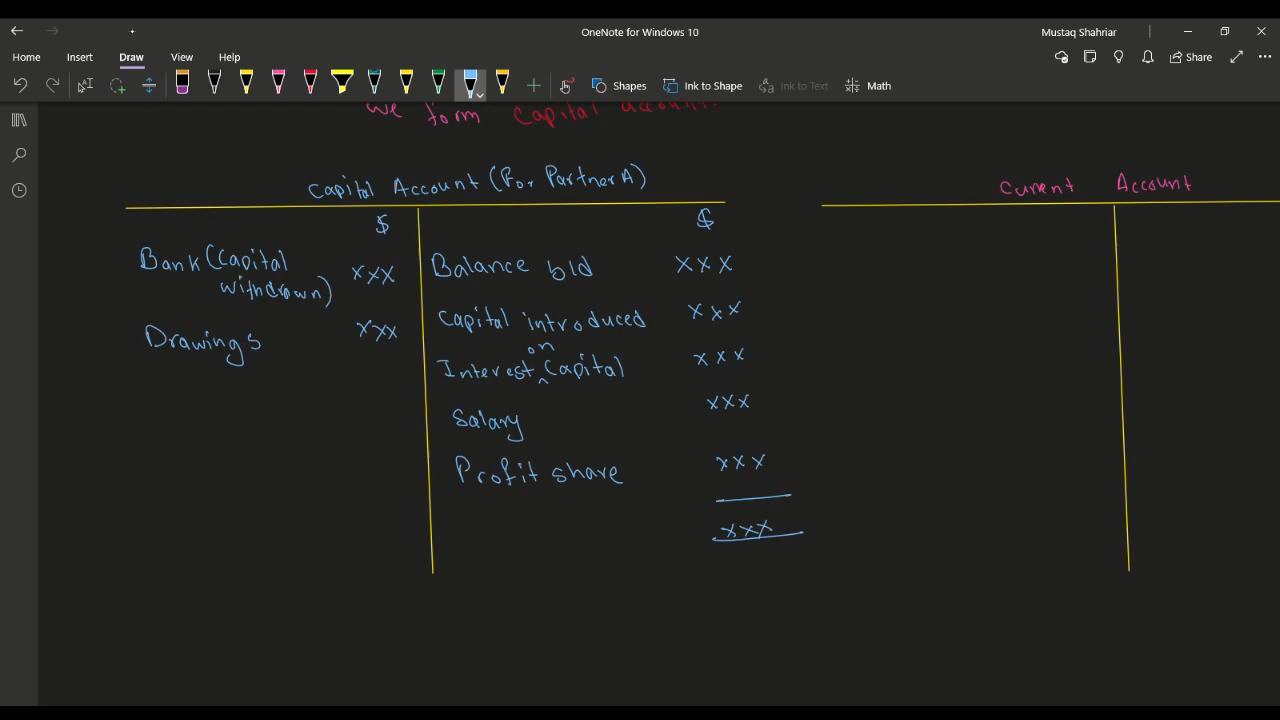 OneNote for Windows 10
Mustaq Shahriar
Home Insert Draw View Help
Share
Shapes Ink to Shape Ink to Text Math
We form Capital account.
Capital Account (For Partner A)
Current Account
$ $
Bank (Capital withdrawn) xxx
Drawings xxx
Balance b/d xxx
Capital introduced xxx
Interest on Capital xxx
Salary xxx
Profit share xxx
xxx